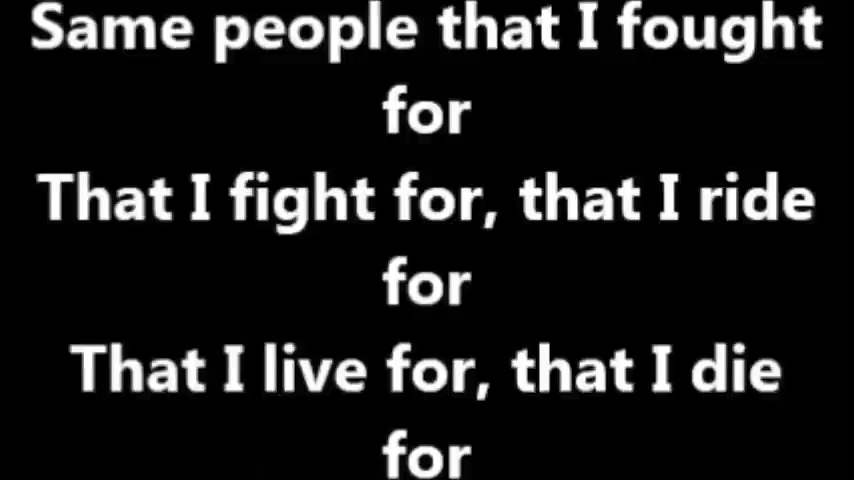 Same people that I fought
for
That I fight for, that I ride
for
That I live for, that I die
for